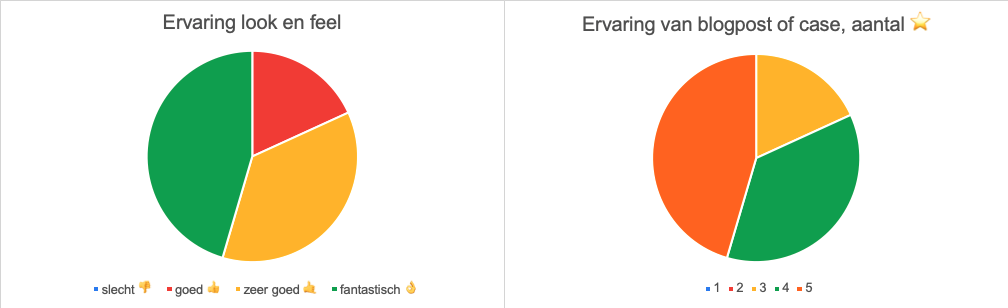 Ervaring look en feel
slecht 👎 goed 👍 zeer goed 🤙 fantastisch 👌
Ervaring van blogpost of case, aantal ⭐
1 2 3 4 5